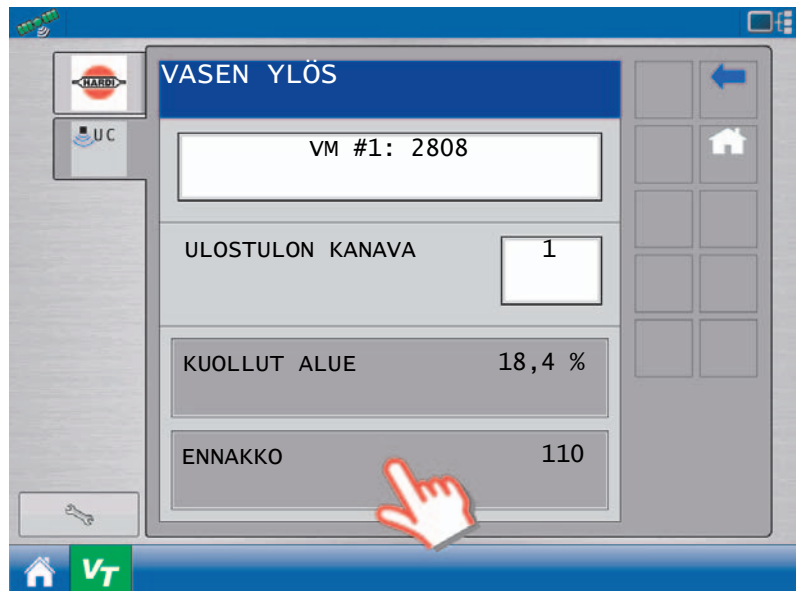 HARDI
VASEN YLÖS
UC
VM #1: 2808
ULOSTULON KANAVA 1
KUOLLUT ALUE 18,4 %
ENNAKKO 110
VT